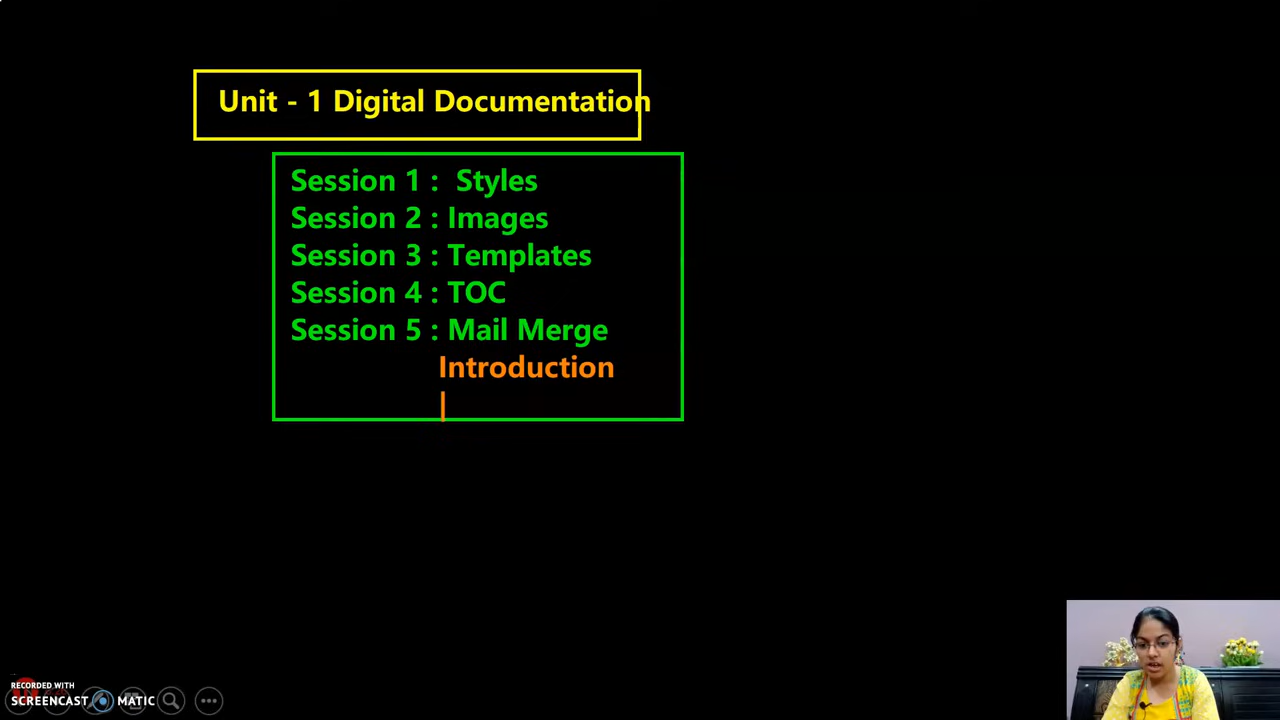 Unit - 1 Digital Documentation
Session 1 : Styles
Session 2 : Images
Session 3 : Templates
Session 4 : TOC
Session 5 : Mail Merge
Introduction
RECORDED WITH
SCREENCAST MATIC